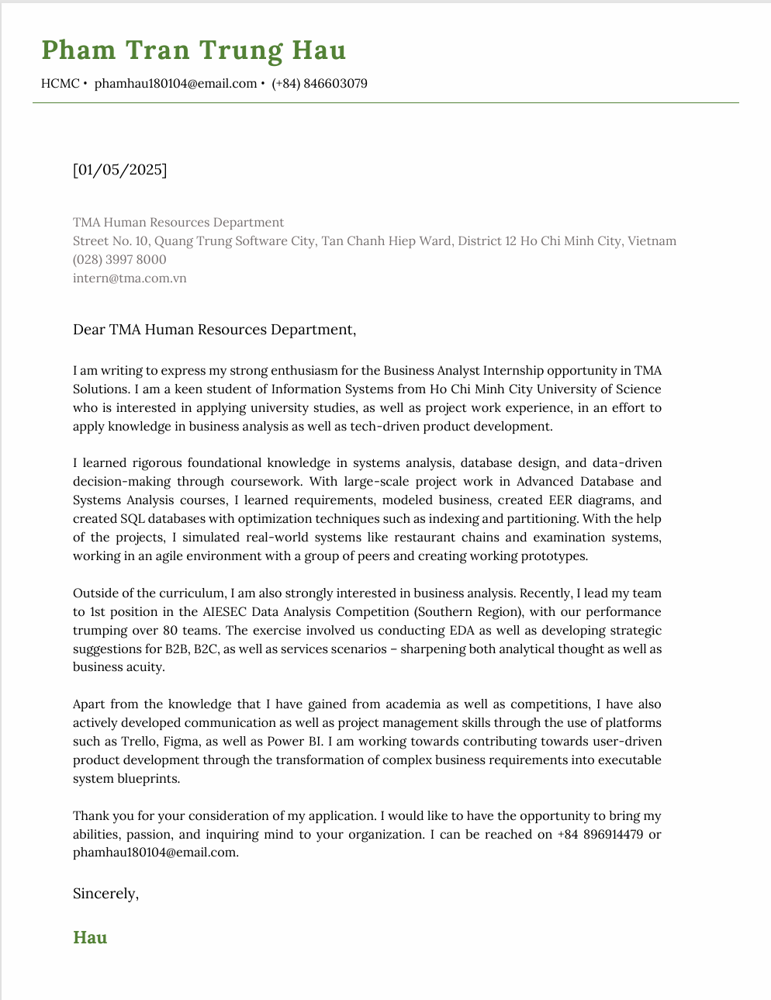 Pham Tran Trung Hau
HCMC • phamhau180104@email.com • (+84) 846603079
[01/05/2025]
TMA Human Resources Department
Street No. 10, Quang Trung Software City, Tan Chanh Hiep Ward, District 12 Ho Chi Minh City, Vietnam
(028) 3997 8000
intern@tma.com.vn
Dear TMA Human Resources Department,
I am writing to express my strong enthusiasm for the Business Analyst Internship opportunity in TMA
Solutions. I am a keen student of Information Systems from Ho Chi Minh City University of Science
who is interested in applying university studies, as well as project work experience, in an effort to
apply knowledge in business analysis as well as tech-driven product development.
I learned rigorous foundational knowledge in systems analysis, database design, and data-driven
decision-making through coursework. With large-scale project work in Advanced Database and
Systems Analysis courses, I learned requirements, modeled business, created EER diagrams, and
created SQL databases with optimization techniques such as indexing and partitioning. With the help
of the projects, I simulated real-world systems like restaurant chains and examination systems,
working in an agile environment with a group of peers and creating working prototypes.
Outside of the curriculum, I am also strongly interested in business analysis. Recently, I lead my team
to 1st position in the AIESEC Data Analysis Competition (Southern Region), with our performance
trumping over 80 teams. The exercise involved us conducting EDA as well as developing strategic
suggestions for B2B, B2C, as well as services scenarios – sharpening both analytical thought as well as
business acuity.
Apart from the knowledge that I have gained from academia as well as competitions, I have also
actively developed communication as well as project management skills through the use of platforms
such as Trello, Figma, as well as Power BI. I am working towards contributing towards user-driven
product development through the transformation of complex business requirements into executable
system blueprints.
Thank you for your consideration of my application. I would like to have the opportunity to bring my
abilities, passion, and inquiring mind to your organization. I can be reached on +84 896914479 or
phamhau180104@email.com.
Sincerely,
Hau